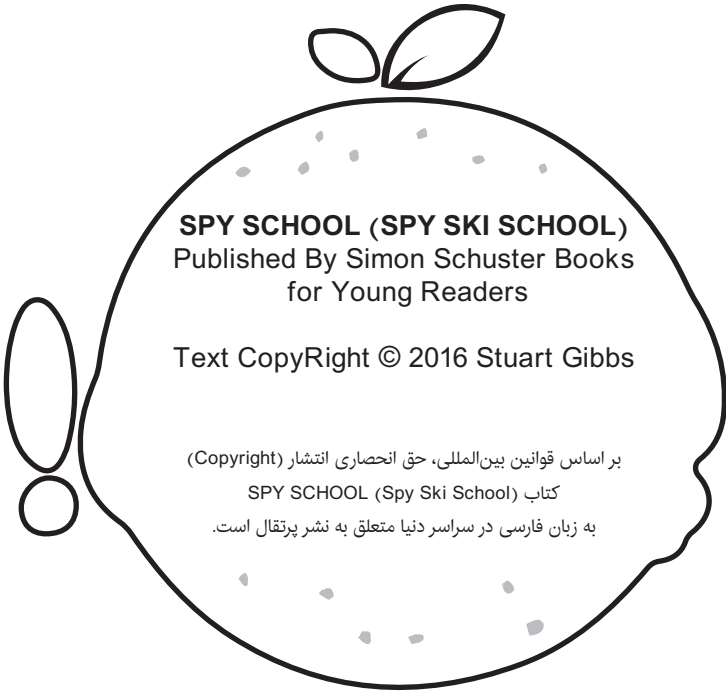 SPY SCHOOL (SPY SKI SCHOOL)
Published By Simon Schuster Books
for Young Readers
Text CopyRight © 2016 Stuart Gibbs
بر اساس قوانین بین‌المللی، حق انحصاری انتشار (Copyright)
کتاب SPY SCHOOL (Spy Ski School)
به زبان فارسی در سراسر دنیا متعلق به نشر پرتقال است.